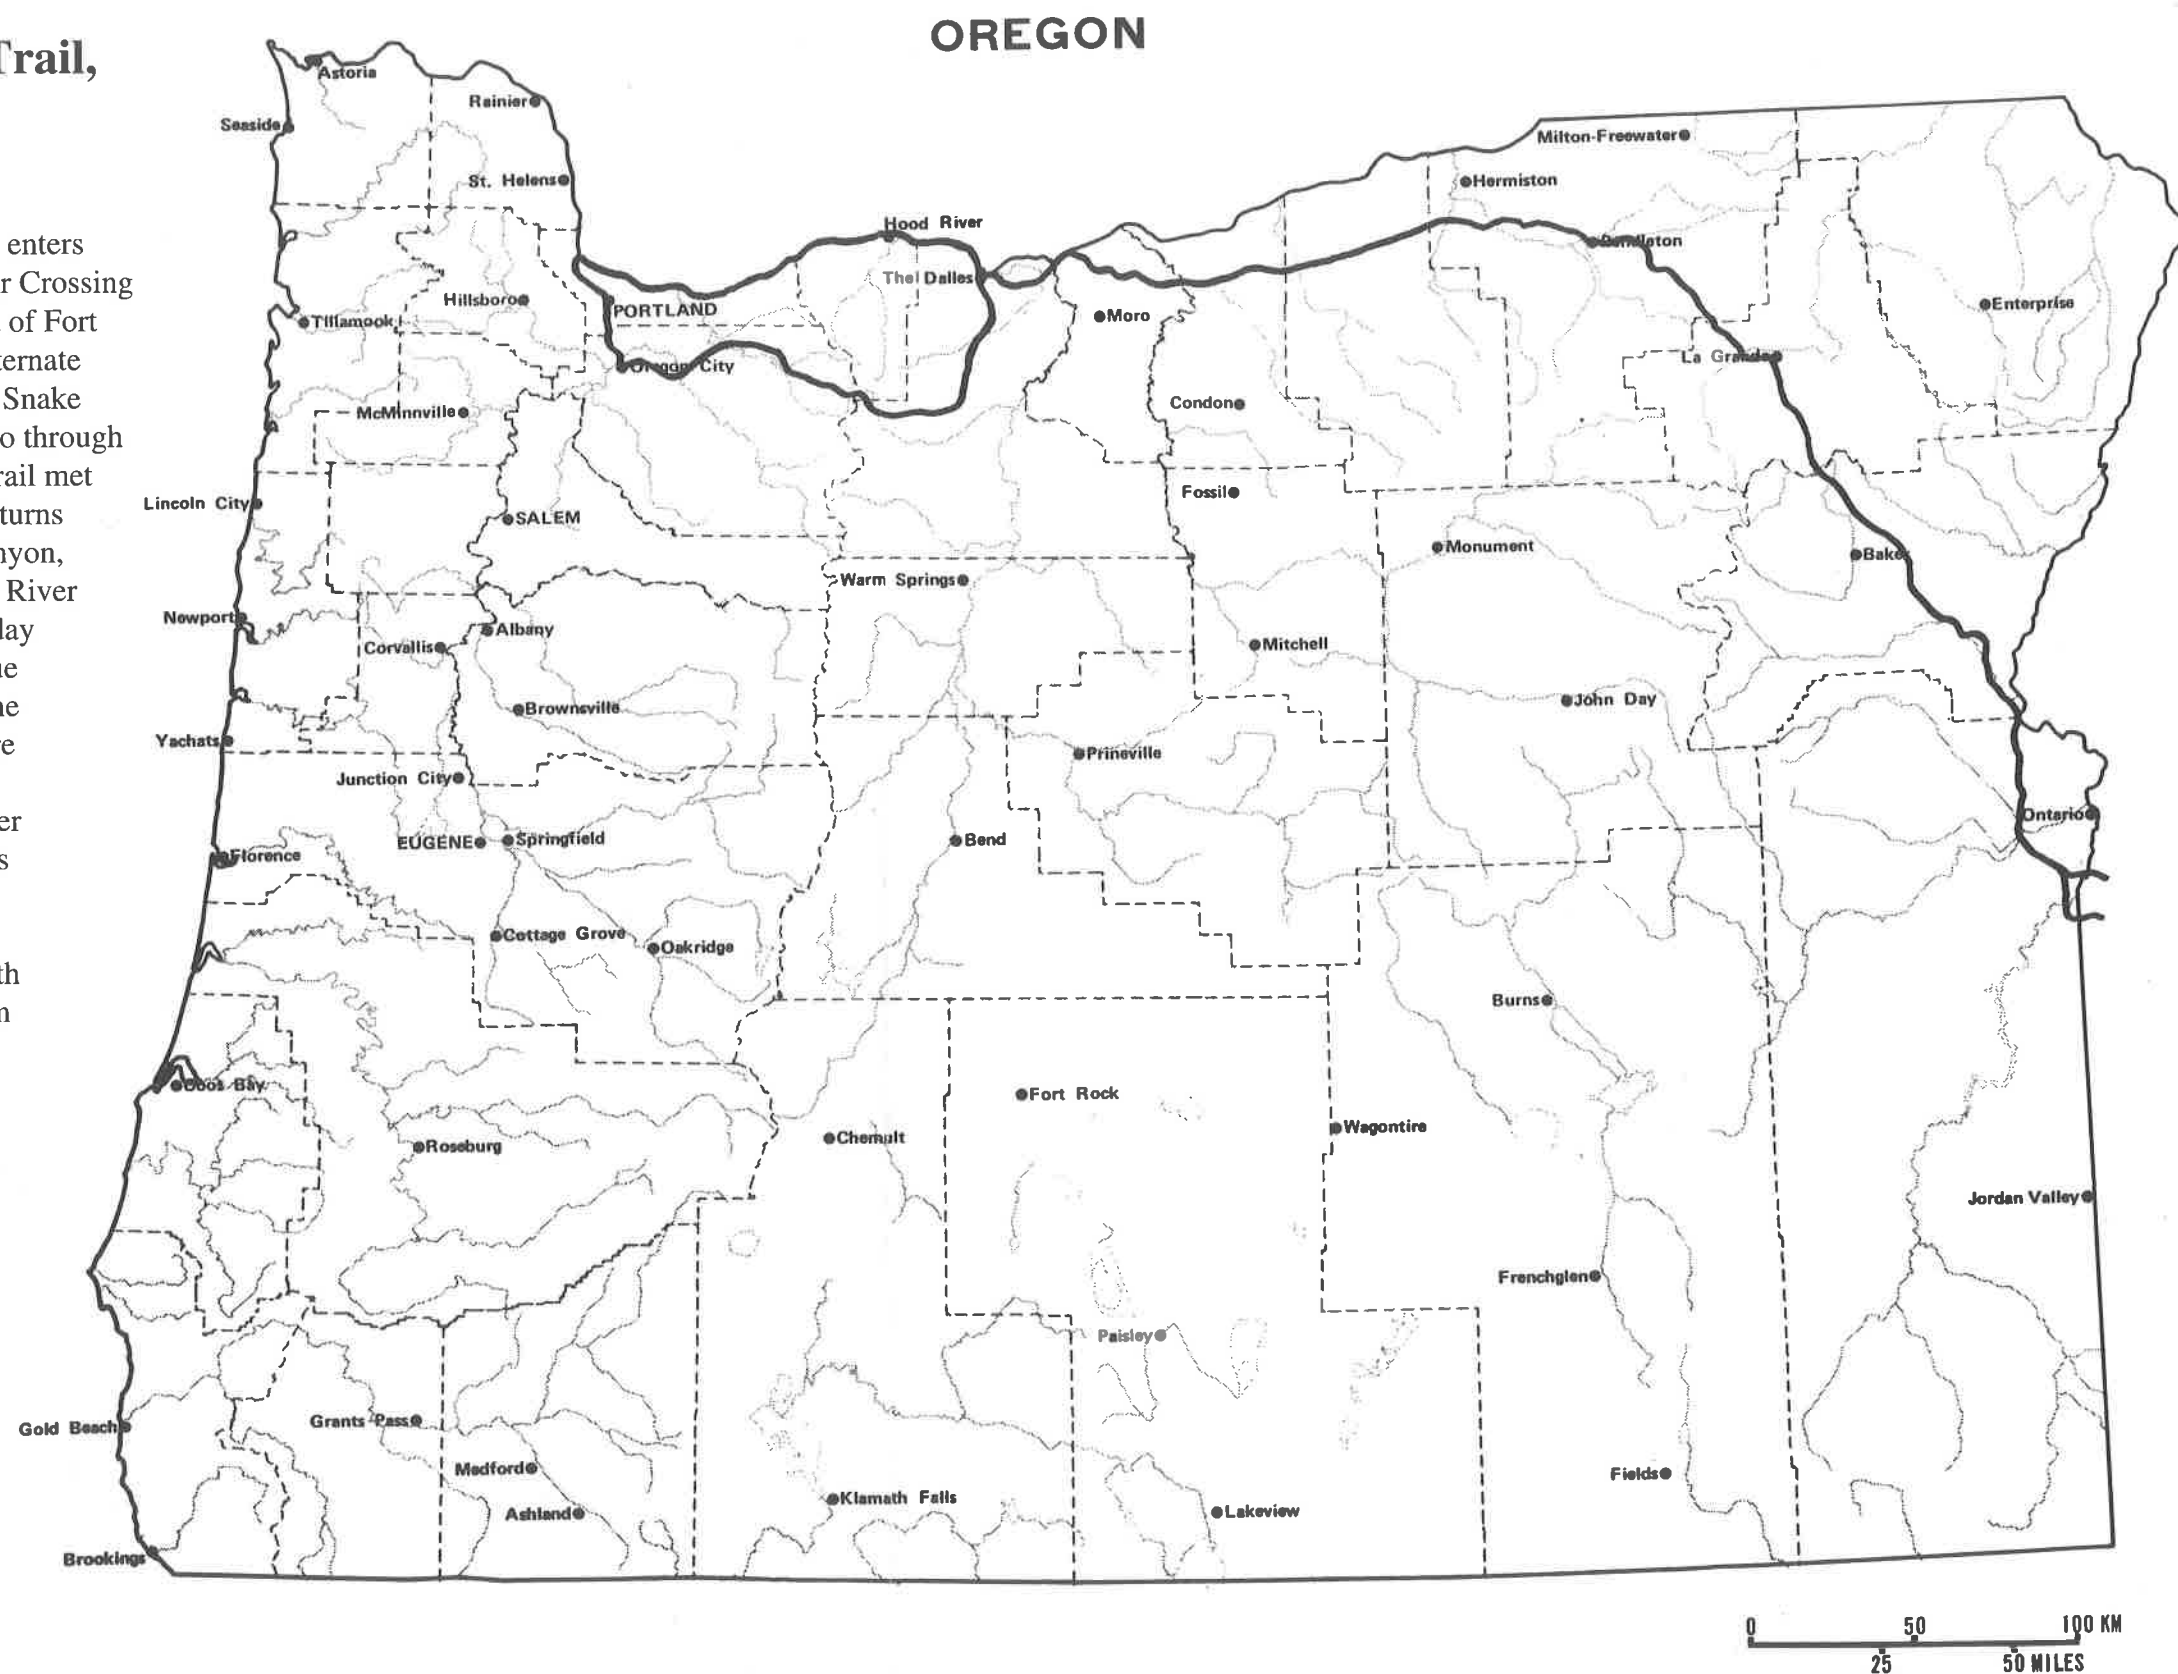 Trail,
enters
r Crossing
of Fort
ternate
Snake
o through
rail met
turns
nyon,
River
lay
ue
ne
re
er
s
th
n
OREGON
Astoria
Rainier
Seaside
St. Helens
Milton-Freewater
Hermiston
Hood River
Pendleton
The Dalles
Hillsboro
PORTLAND
Tillamook
Moro
Enterprise
La Grande
Oregon City
McMinnville
Condon
Lincoln City
Fossil
SALEM
Monument
Baker
Warm Springs
Newport
Albany
Corvallis
Mitchell
Brownsville
John Day
Yachats
Prineville
Junction City
Ontario
EUGENE
Springfield
Bend
Florence
Cottage Grove
Oakridge
Burns
Coos Bay
Fort Rock
Wagontire
Chemult
Roseburg
Jordan Valley
Frenchglen
Paisley
Gold Beach
Grants Pass
Medford
Fields
Klamath Falls
Ashland
Lakeview
Brookings
0 50 100 KM
25 50 MILES